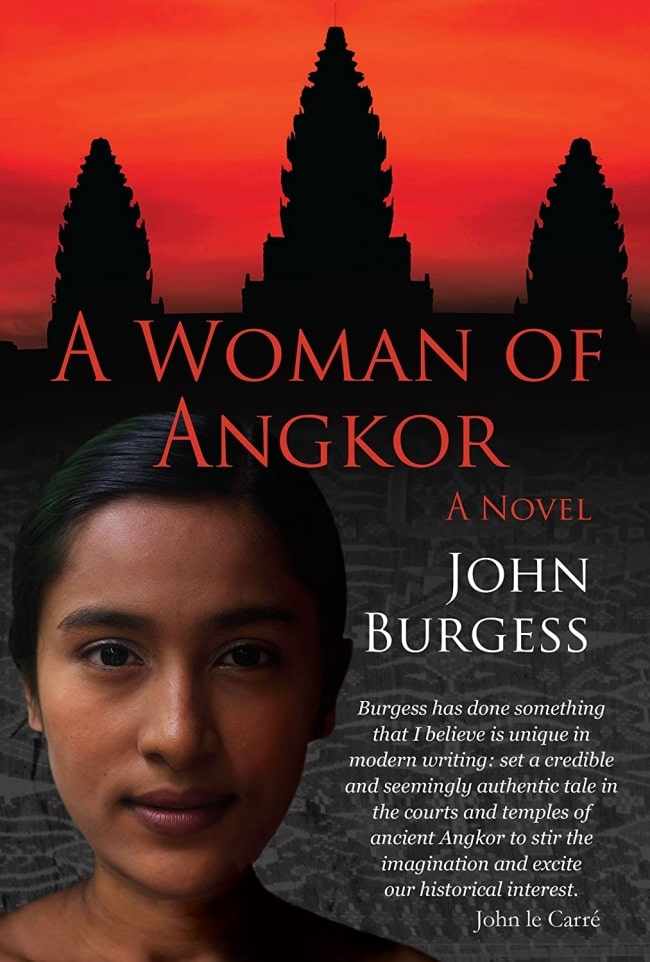 A Woman of
Angkor
A Novel
John
Burgess
Burgess has done something
that I believe is unique in
modern writing: set a credible
and seemingly authentic tale in
the courts and temples of
ancient Angkor to stir the
imagination and excite
our historical interest.
John le Carré